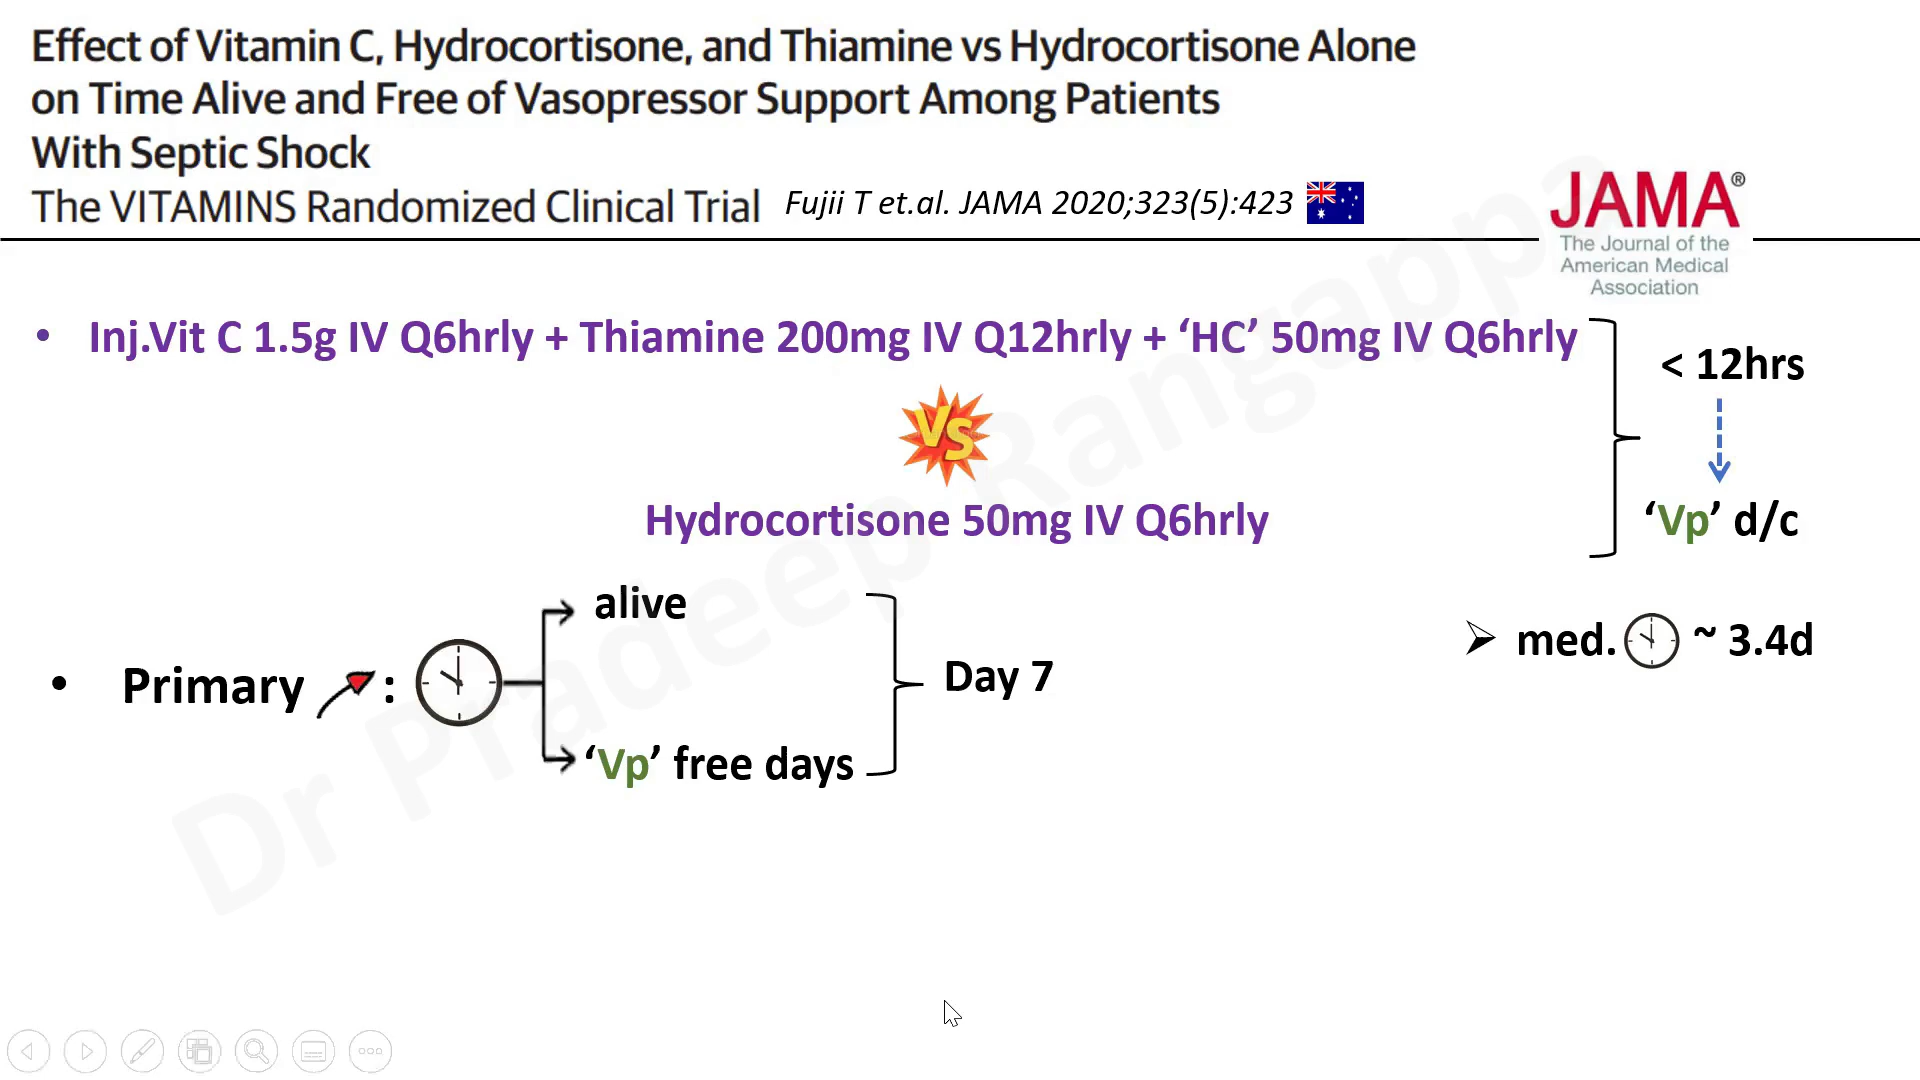 Effect of Vitamin C, Hydrocortisone, and Thiamine vs Hydrocortisone Alone
on Time Alive and Free of Vasopressor Support Among Patients
With Septic Shock
The VITAMINS Randomized Clinical Trial Fujii T et.al. JAMA 2020;323(5):423
JAMA®
The Journal of the
American Medical
Association
• Inj.Vit C 1.5g IV Q6hrly + Thiamine 200mg IV Q12hrly + ‘HC’ 50mg IV Q6hrly
< 12hrs
VS
Hydrocortisone 50mg IV Q6hrly
‘Vp’ d/c
alive
➢ med. ~ 3.4d
• Primary :
Day 7
‘Vp’ free days
Dr Pradeep Rangappa